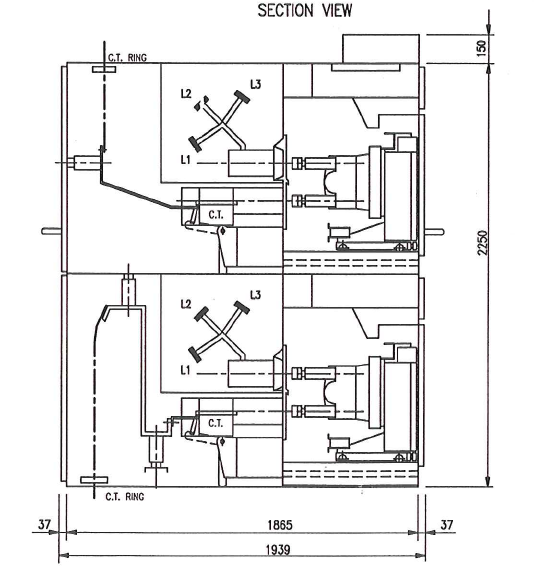 SECTION VIEW
C.T. RING
150
L2
L3
L1
C.T.
2250
L2
L3
L1
C.T.
C.T. RING
37
1865
37
1939